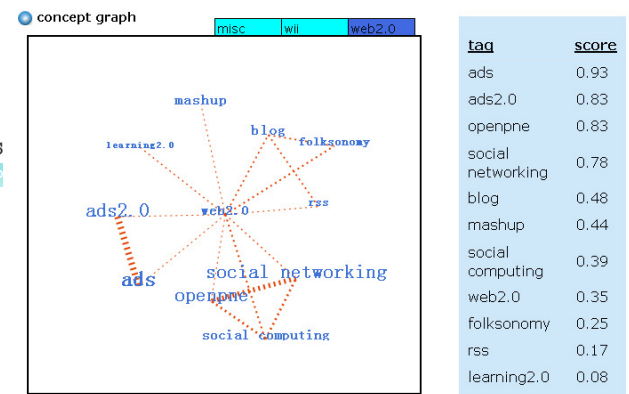 concept graph
misc wii web2.0
mashup
blog
folksonomy
learning2.0
rss
ads2.0
web2.0
ads
social networking
openpne
social computing
tag score
ads 0.93
ads2.0 0.83
openpne 0.83
social
networking 0.78
blog 0.48
mashup 0.44
social
computing 0.39
web2.0 0.35
folksonomy 0.25
rss 0.17
learning2.0 0.08